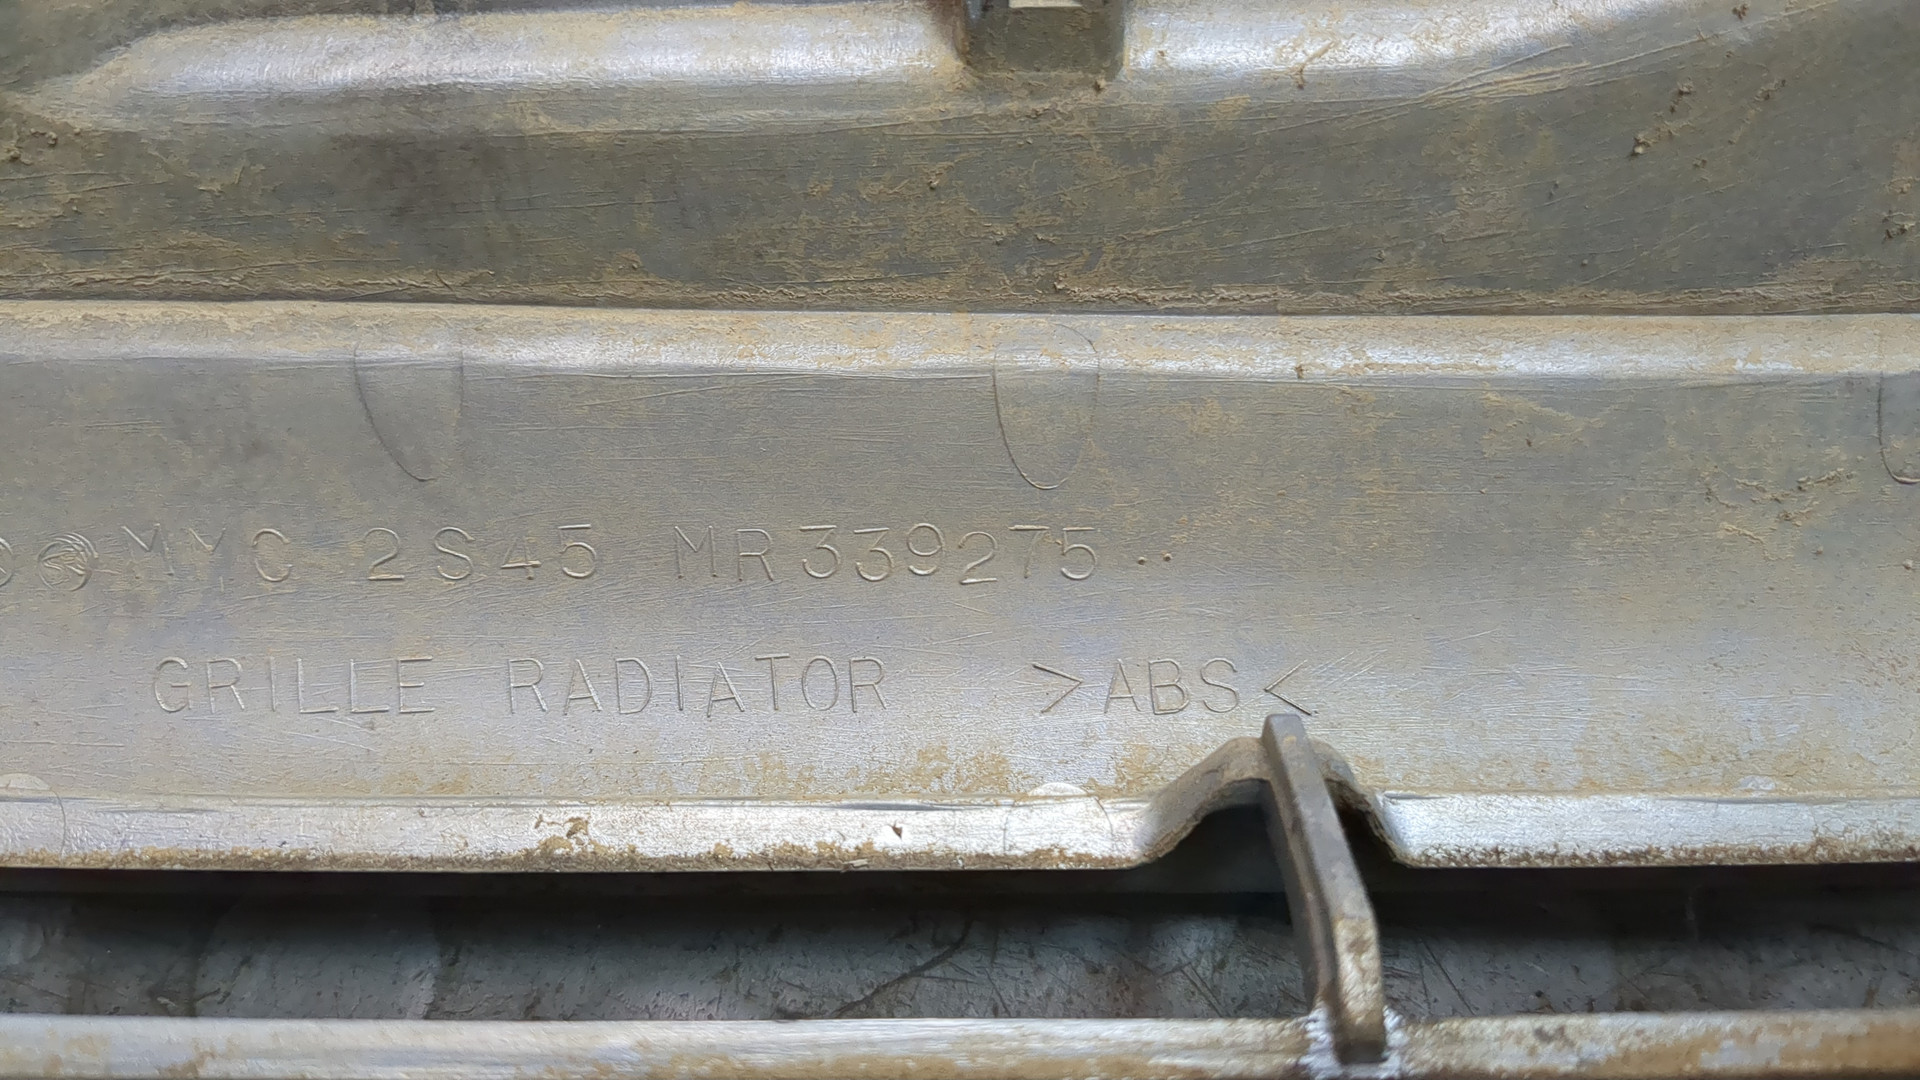 MMC 2S45 MR339275
GRILLE RADIATOR >ABS<